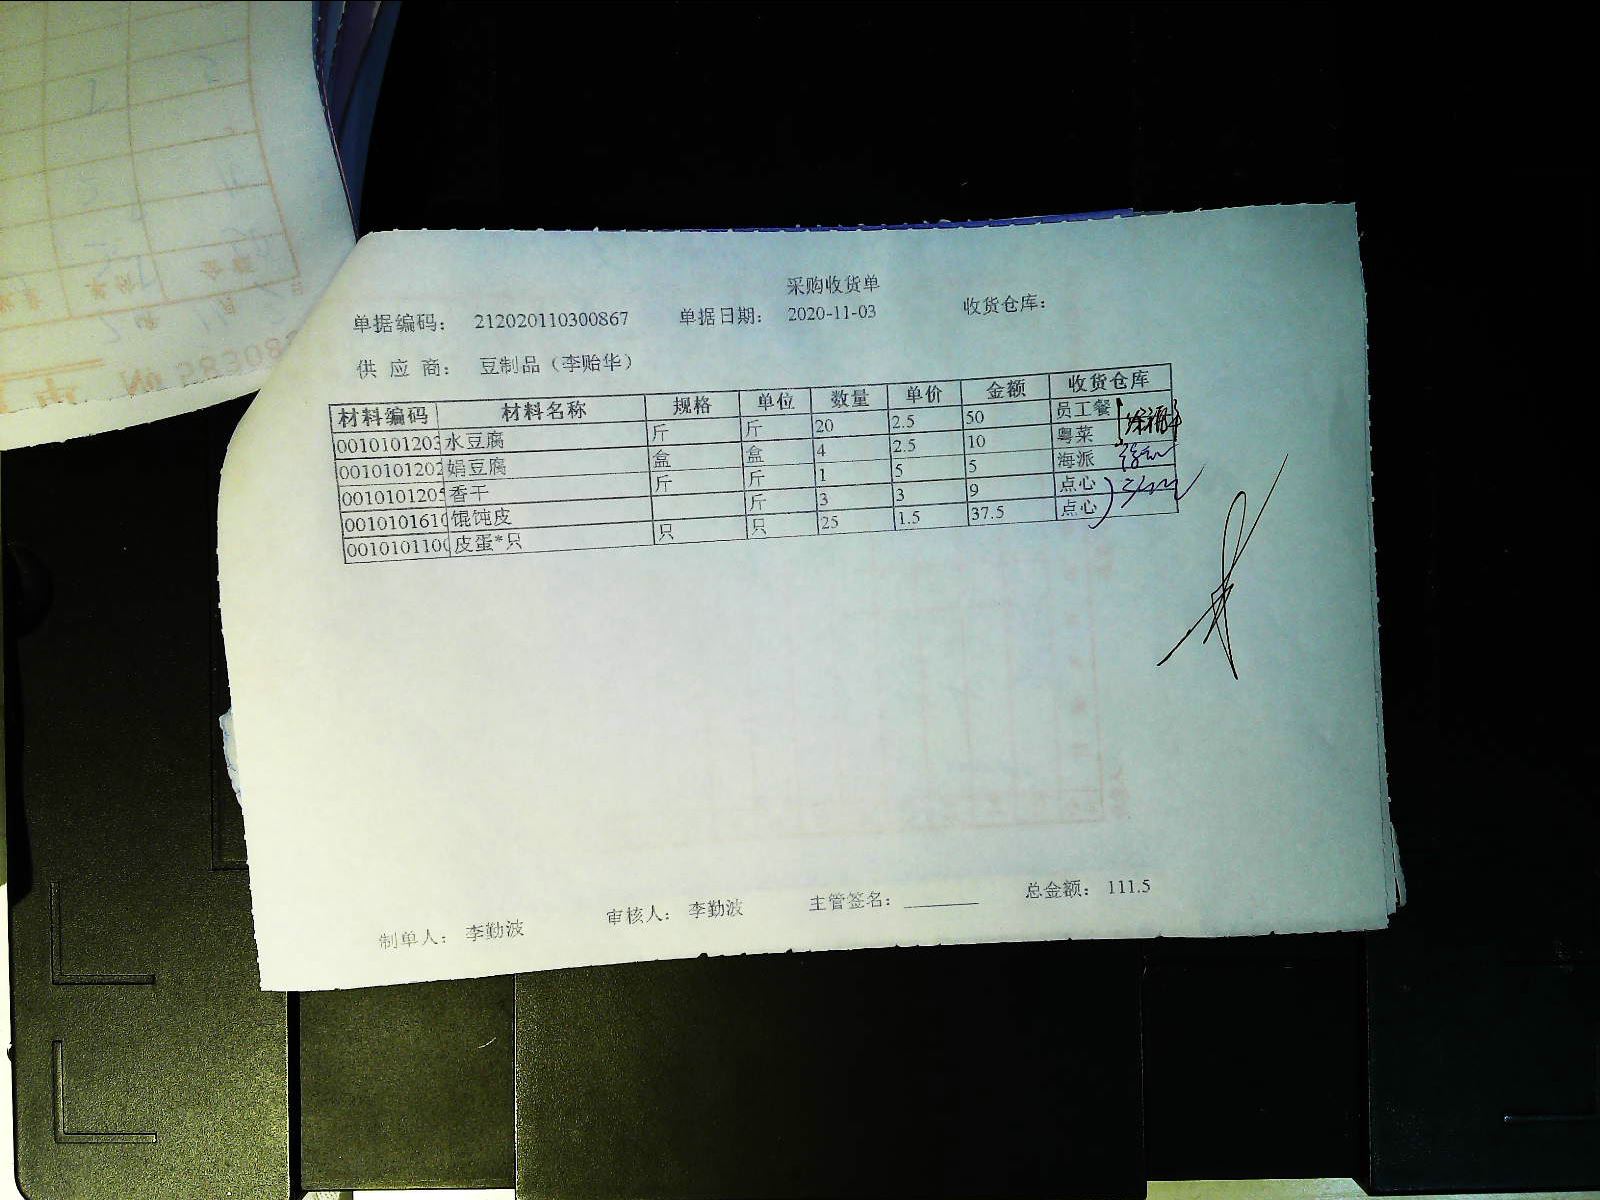 采购收货单
单据编码： 212020110300867 单据日期： 2020-11-03 收货仓库：
供 应 商： 豆制品（李贻华）
材料编码 材料名称 规格 单位 数量 单价 金额 收货仓库
0010101203 水豆腐 斤 斤 20 2.5 50 员工餐
0010101202 娟豆腐 盒 盒 4 2.5 10 粤菜
0010101205 香干 斤 斤 1 5 5 海派
0010101610 馄饨皮 斤 3 3 9 点心
0010101100 皮蛋*只 只 只 25 1.5 37.5 点心
制单人： 李勤波 审核人： 李勤波 主管签名： 总金额： 111.5